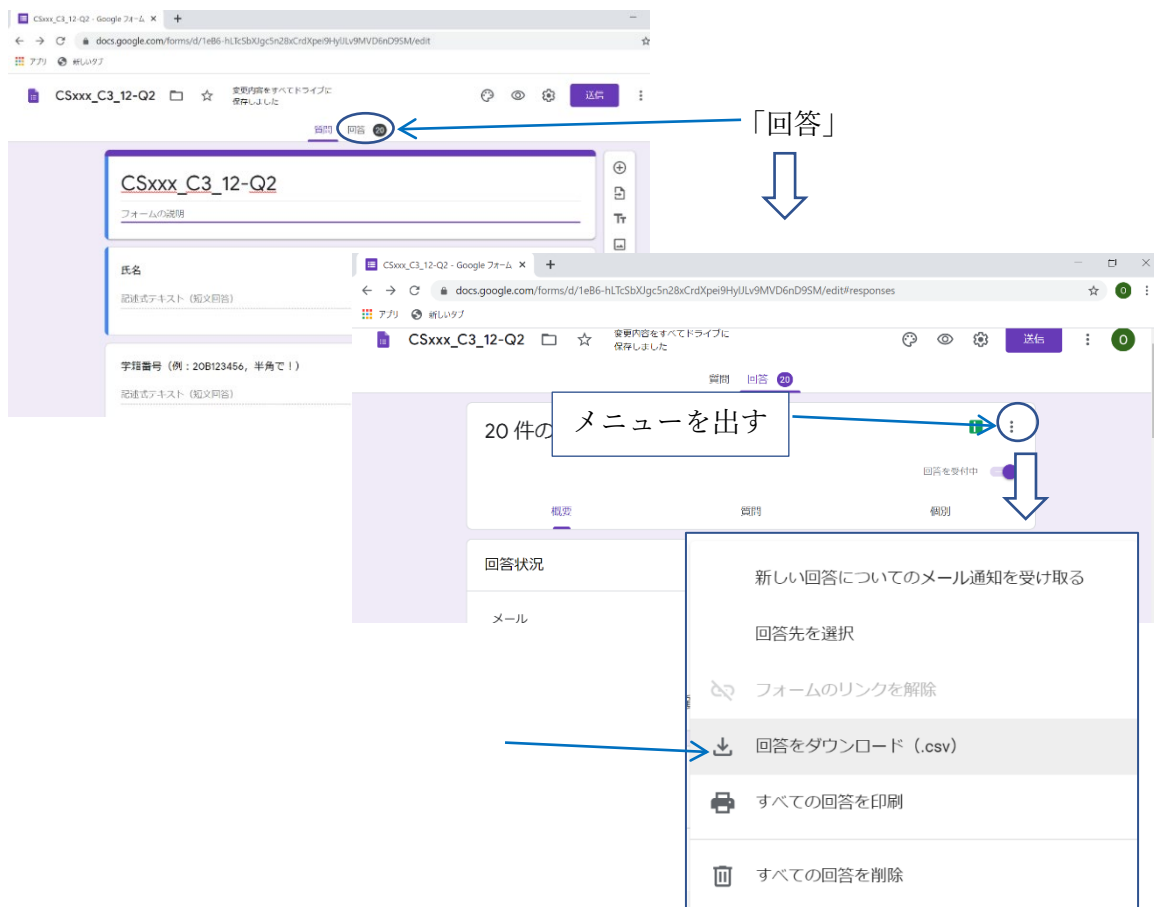 CSxxx_C3_12-Q2 - Google フォーム × +
docs.google.com/forms/d/1eB6-hLTcSbXJgc5n28xCrdXpei9HyULv9MVD6nD9SM/edit
アプリ 新しいタブ
CSxxx_C3_12-Q2 変更内容をすべてドライブに
保存しました
送信
質問 回答 20
「回答」
CSxxx_C3_12-Q2
フォームの説明
Tт
氏名
記述式テキスト（短文回答）
学籍番号（例：20B123456，半角で！）
記述式テキスト（短文回答）
CSxxx_C3_12-Q2 - Google フォーム × +
docs.google.com/forms/d/1eB6-hLTcSbXJgc5n28xCrdXpei9HyULv9MVD6nD9SM/edit#responses
O
アプリ 新しいタブ
CSxxx_C3_12-Q2 変更内容をすべてドライブに
保存しました
送信
O
質問 回答 20
20 件の
メニューを出す
回答を受付中
概要 質問 個別
回答状況
メール
新しい回答についてのメール通知を受け取る
回答先を選択
フォームのリンクを解除
回答をダウンロード（.csv）
すべての回答を印刷
すべての回答を削除